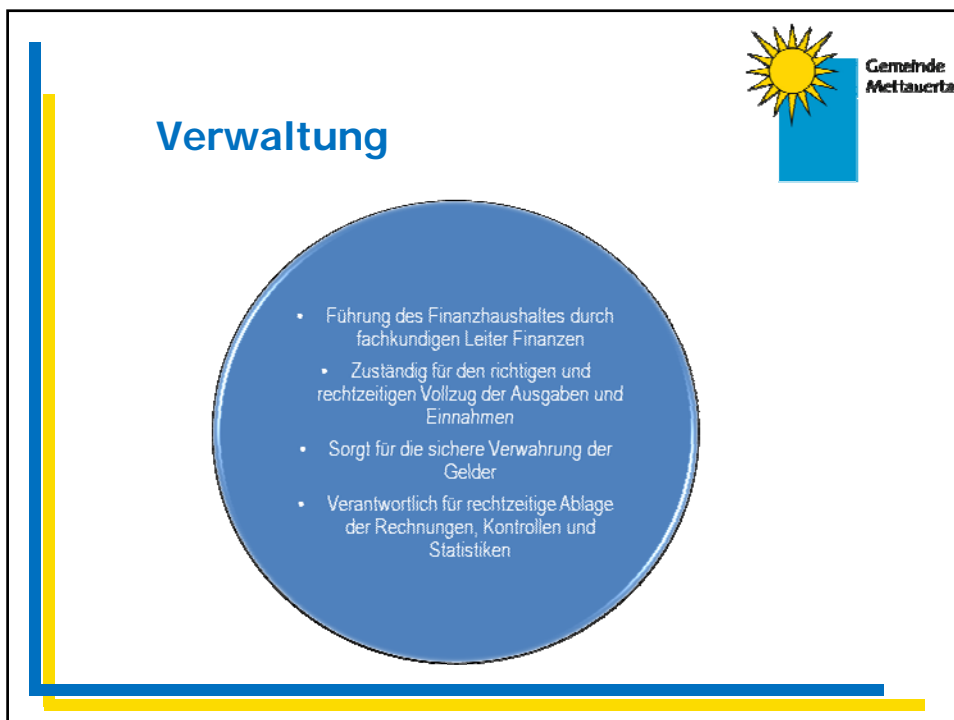 Gemeinde
Mettauerta
Verwaltung
• Führung des Finanzhaushaltes durch
fachkundigen Leiter Finanzen
• Zuständig für den richtigen und
rechtzeitigen Vollzug der Ausgaben und
Einnahmen
• Sorgt für die sichere Verwahrung der
Gelder
• Verantwortlich für rechtzeitige Ablage
der Rechnungen, Kontrollen und
Statistiken